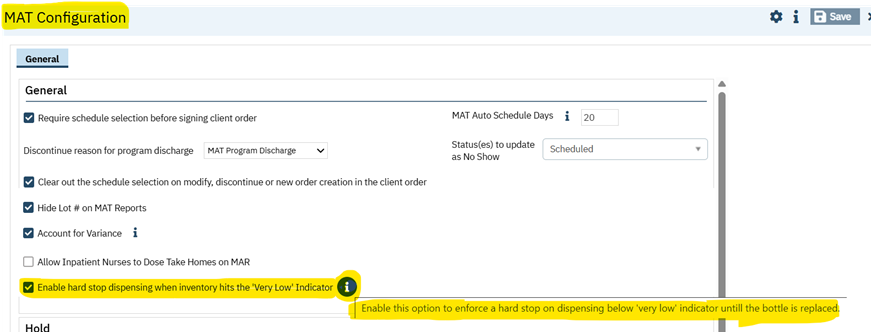 MAT Configuration
Save
General
General
Require schedule selection before signing client order
MAT Auto Schedule Days
20
Discontinue reason for program discharge
MAT Program Discharge
Status(es) to update
as No Show
Scheduled
Clear out the schedule selection on modify, discontinue or new order creation in the client order
Hide Lot # on MAT Reports
Account for Variance
Allow Inpatient Nurses to Dose Take Homes on MAR
Enable hard stop dispensing when inventory hits the 'Very Low' Indicator
Enable this option to enforce a hard stop on dispensing below 'very low' indicator untill the bottle is replaced.
Hold